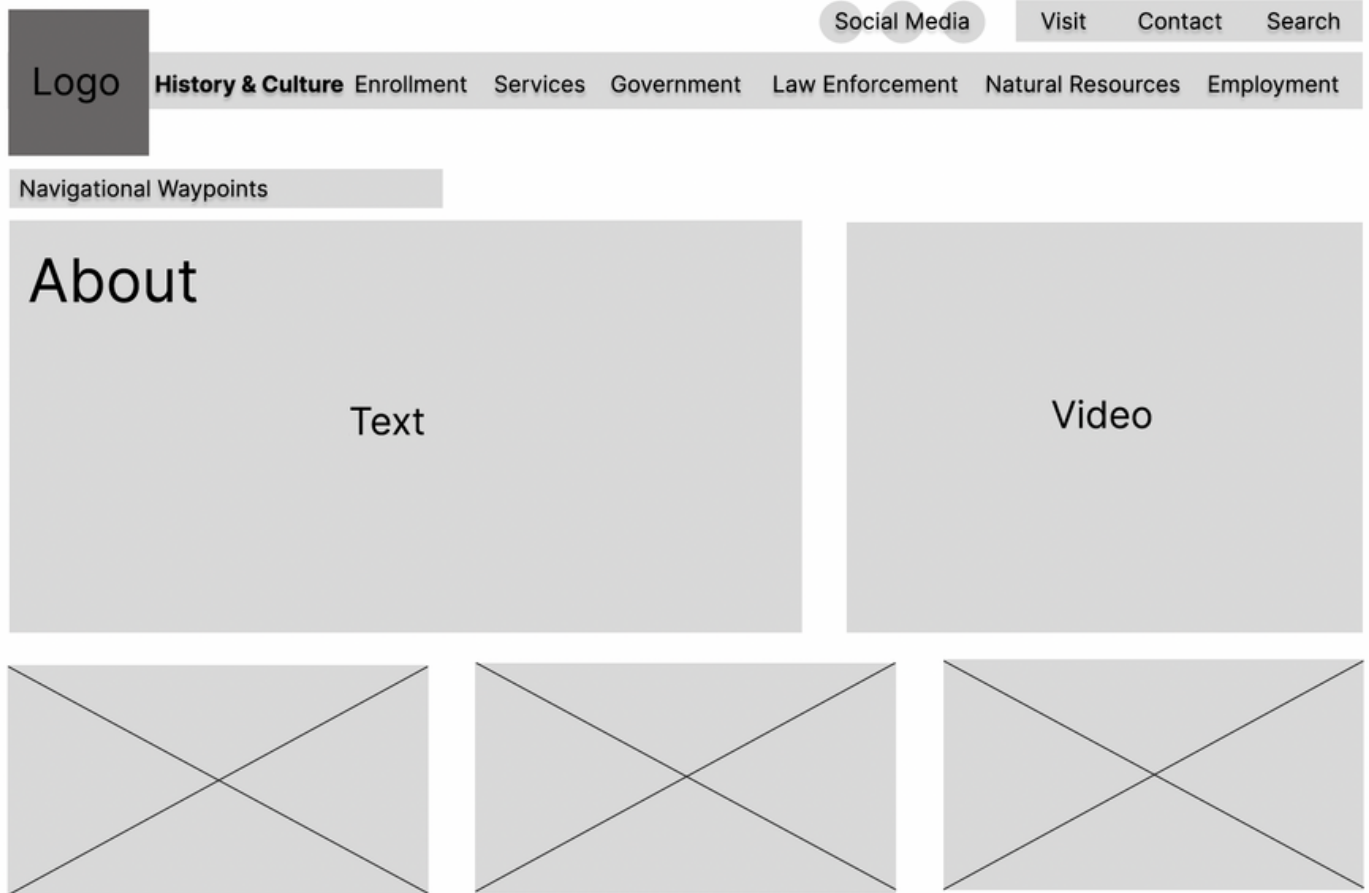 Social Media Visit Contact Search
Logo
History & Culture Enrollment Services Government Law Enforcement Natural Resources Employment
Navigational Waypoints
About
Text
Video